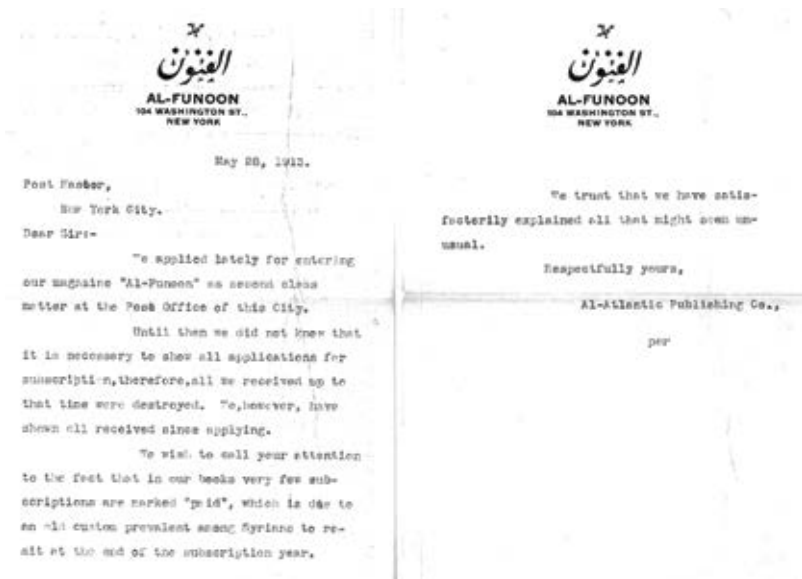 الفنون
AL-FUNOON
104 WASHINGTON ST.,
NEW YORK
May 28, 1913.
Post Master,
New York City.
Dear Sir:-
We applied lately for entering
our magazine "Al-Funoon" as second class
matter at the Post Office of this City.
Until then we did not know that
it is necessary to show all applications for
subscription,therefore,all we received up to
that time were destroyed. We,however, have
shown all received since applying.
We wish to call your attention
to the fact that in our books very few sub-
scriptions are marked "paid", which is due to
an old custom prevalent among Syrians to re-
mit at the end of the subscription year.
الفنون
AL-FUNOON
104 WASHINGTON ST.,
NEW YORK
We trust that we have satis-
factorily explained all that might seem un-
usual.
Respectfully yours,
Al-Atlantic Publishing Co.,
per